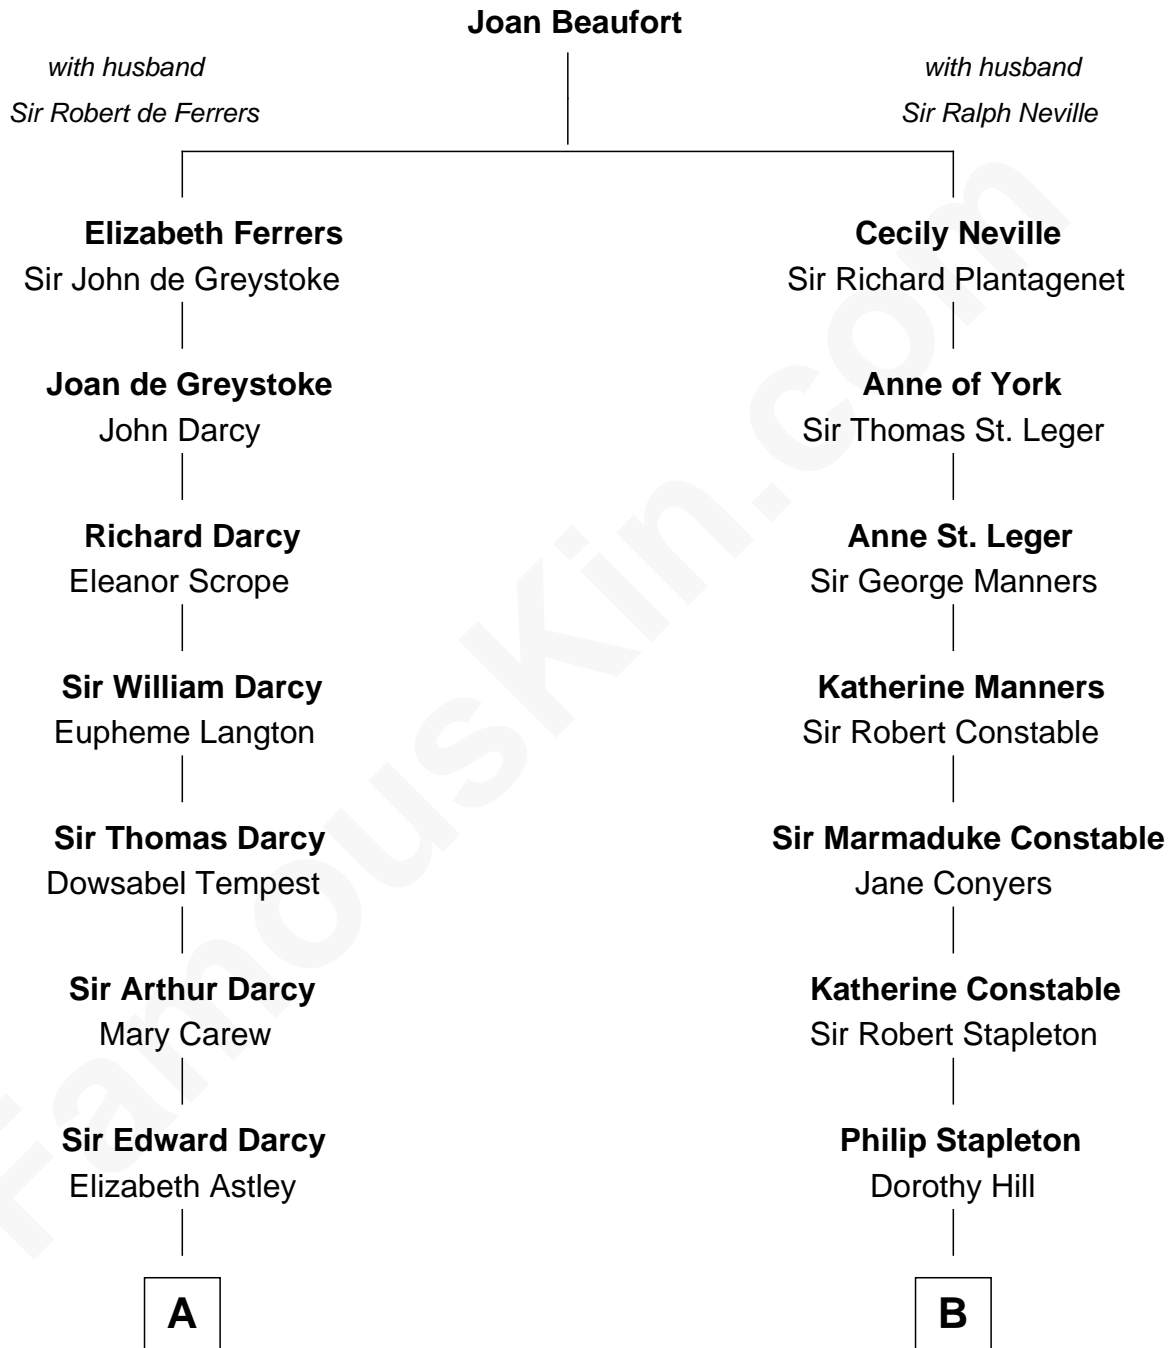 Joan Beaufort
with husband
Sir Robert de Ferrers
with husband
Sir Ralph Neville
Elizabeth Ferrers
Sir John de Greystoke
Cecily Neville
Sir Richard Plantagenet
Joan de Greystoke
John Darcy
Anne of York
Sir Thomas St. Leger
Richard Darcy
Eleanor Scrope
Anne St. Leger
Sir George Manners
Sir William Darcy
Eupheme Langton
Katherine Manners
Sir Robert Constable
Sir Thomas Darcy
Dowsabel Tempest
Sir Marmaduke Constable
Jane Conyers
Sir Arthur Darcy
Mary Carew
Katherine Constable
Sir Robert Stapleton
Sir Edward Darcy
Elizabeth Astley
Philip Stapleton
Dorothy Hill
A
B
FamousKin.com